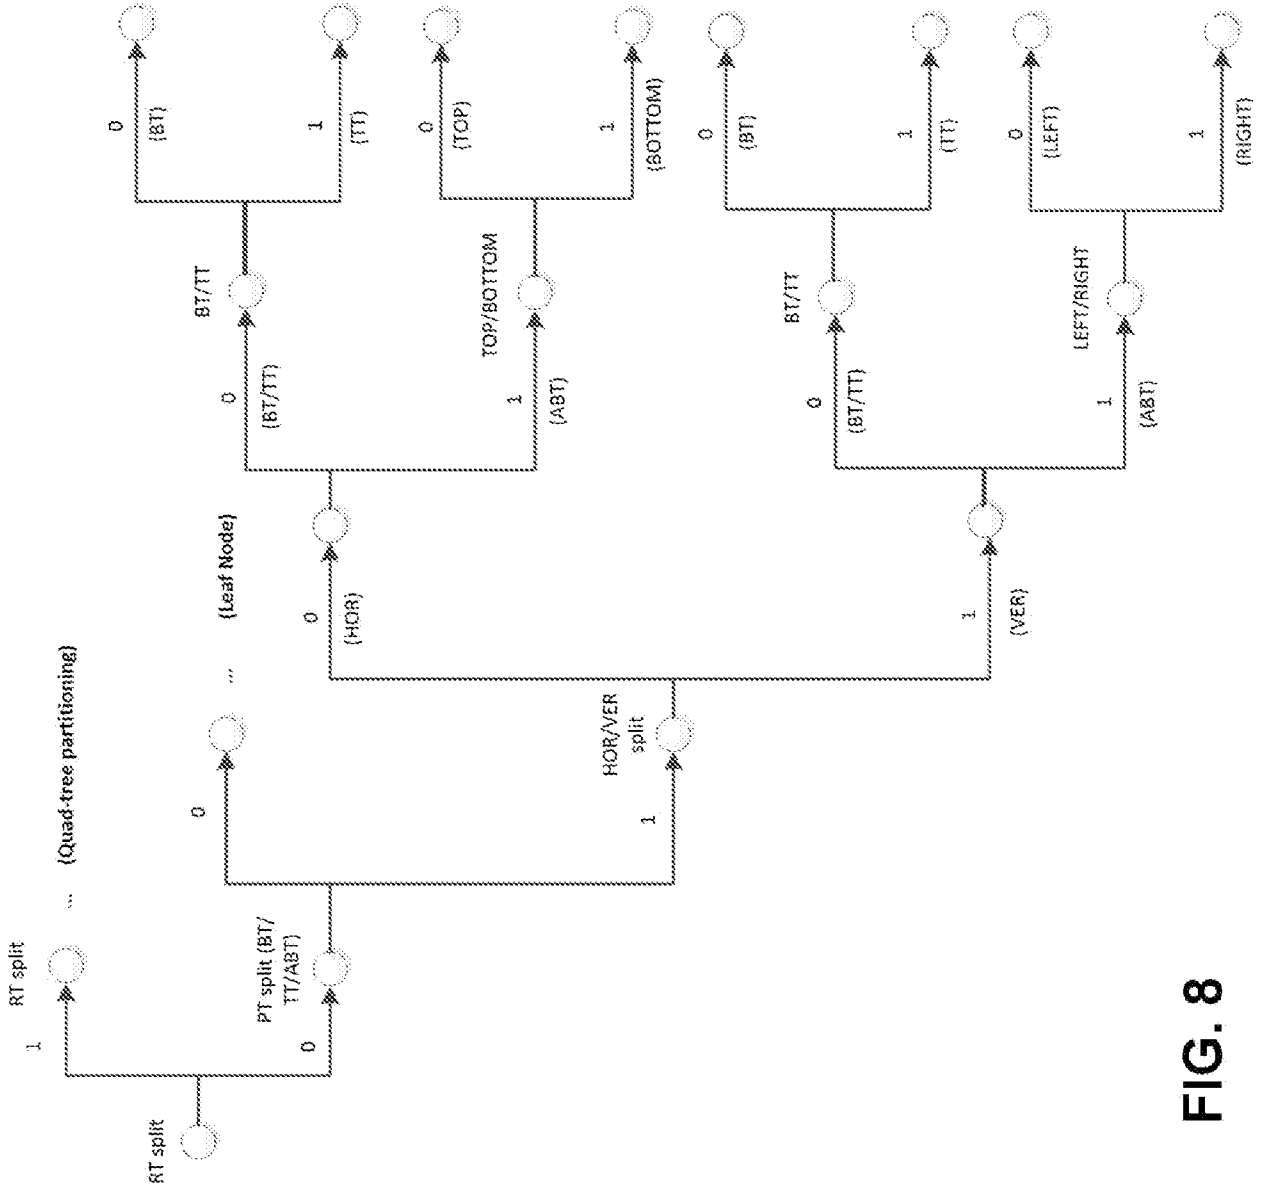 RT split
1
RT split
... (Quad-tree partitioning)
0
PT split (BT/
TT/ABT)
0
... (Leaf Node)
1
HOR/VER
split
0
(HOR)
1
(VER)
0
(BT/TT)
BT/TT
1
(ABT)
TOP/BOTTOM
0
(BT/TT)
BT/TT
1
(ABT)
LEFT/RIGHT
0
(BT)
1
(TT)
0
(TOP)
1
(BOTTOM)
0
(BT)
1
(TT)
0
(LEFT)
1
(RIGHT)
FIG. 8